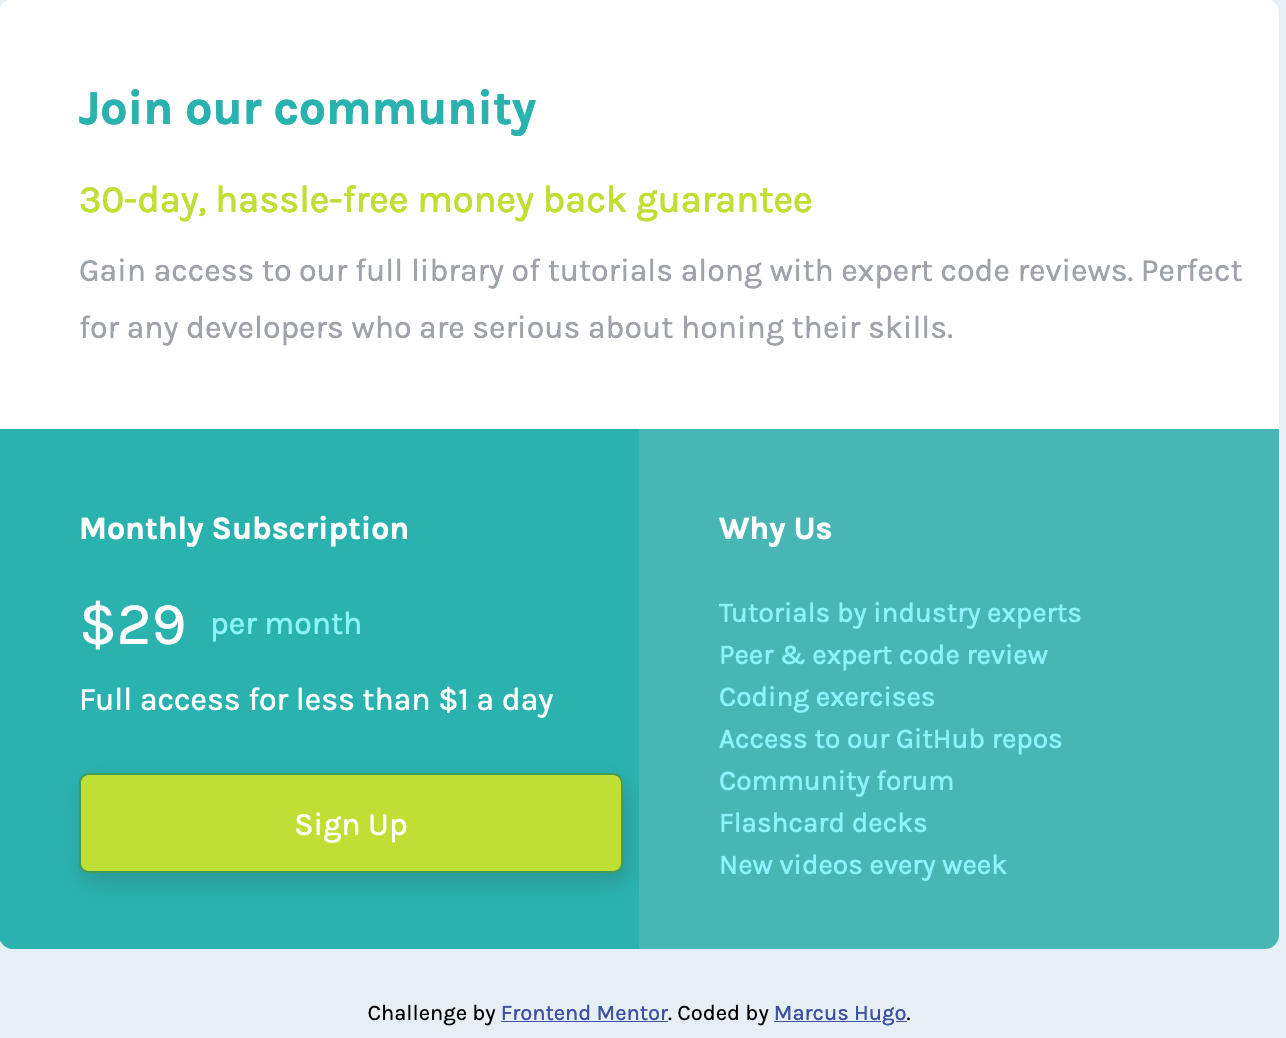 Join our community
30-day, hassle-free money back guarantee
Gain access to our full library of tutorials along with expert code reviews. Perfect
for any developers who are serious about honing their skills.
Monthly Subscription
$29 per month
Full access for less than $1 a day
Sign Up
Why Us
Tutorials by industry experts
Peer & expert code review
Coding exercises
Access to our GitHub repos
Community forum
Flashcard decks
New videos every week
Challenge by Frontend Mentor. Coded by Marcus Hugo.